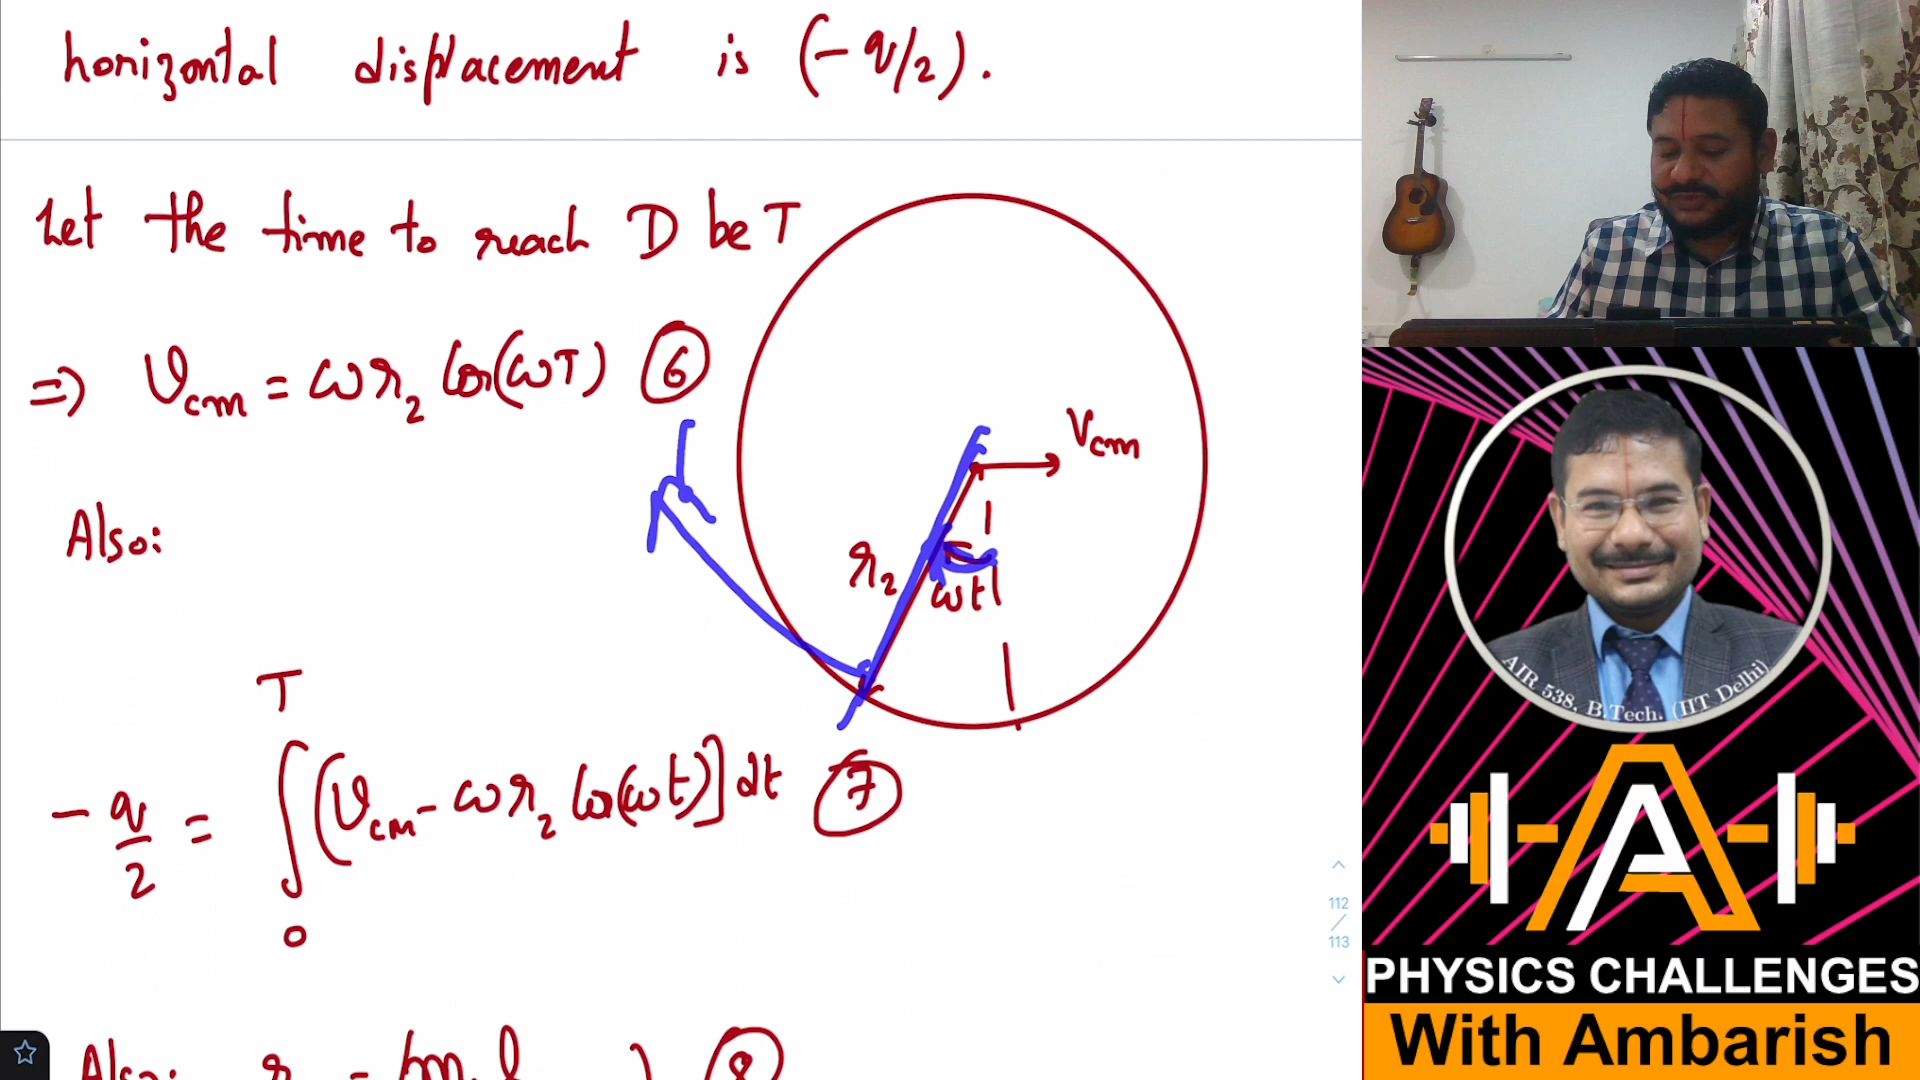 horizontal displacement is (-q/2).
Let the time to reach D be T
=> Vcm = ωr₂ Cos(ωT) ⑥
Vcm
Also:
r₂
ωt
T
-q/2 = ∫ (Vcm - ωr₂ Cos(ωt)] dt ⑦
0
112
/
113
Also:
8
AIR 538, B.Tech. (IIT Delhi)
A
PHYSICS CHALLENGES
With Ambarish